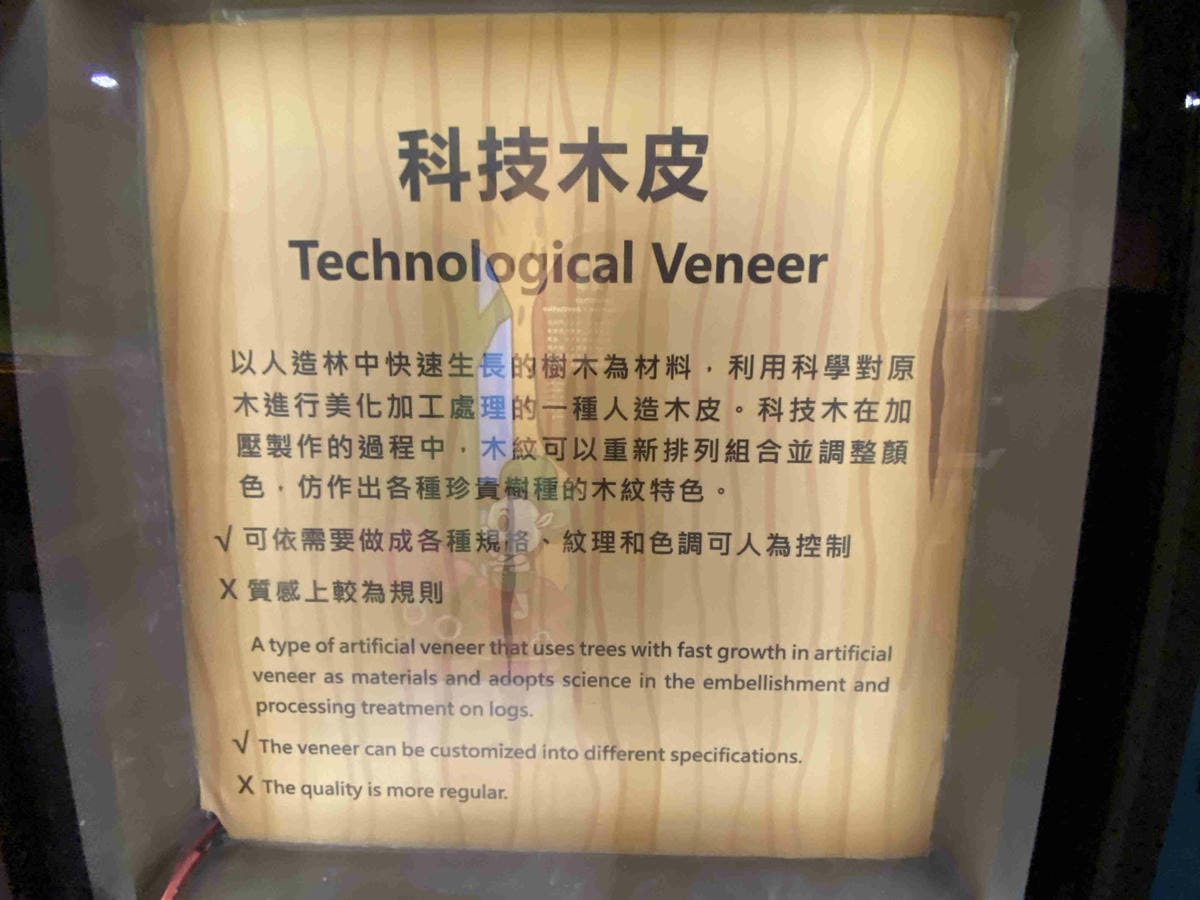 科技木皮
Technological Veneer
以人造林中快速生長的樹木為材料，利用科學對原
木進行美化加工處理的一種人造木皮。科技木在加
壓製作的過程中，木紋可以重新排列組合並調整顏
色，仿作出各種珍貴樹種的木紋特色。
√ 可依需要做成各種規格、紋理和色調可人為控制
X 質感上較為規則
A type of artificial veneer that uses trees with fast growth in artificial
veneer as materials and adopts science in the embellishment and
processing treatment on logs.
√ The veneer can be customized into different specifications.
X The quality is more regular.